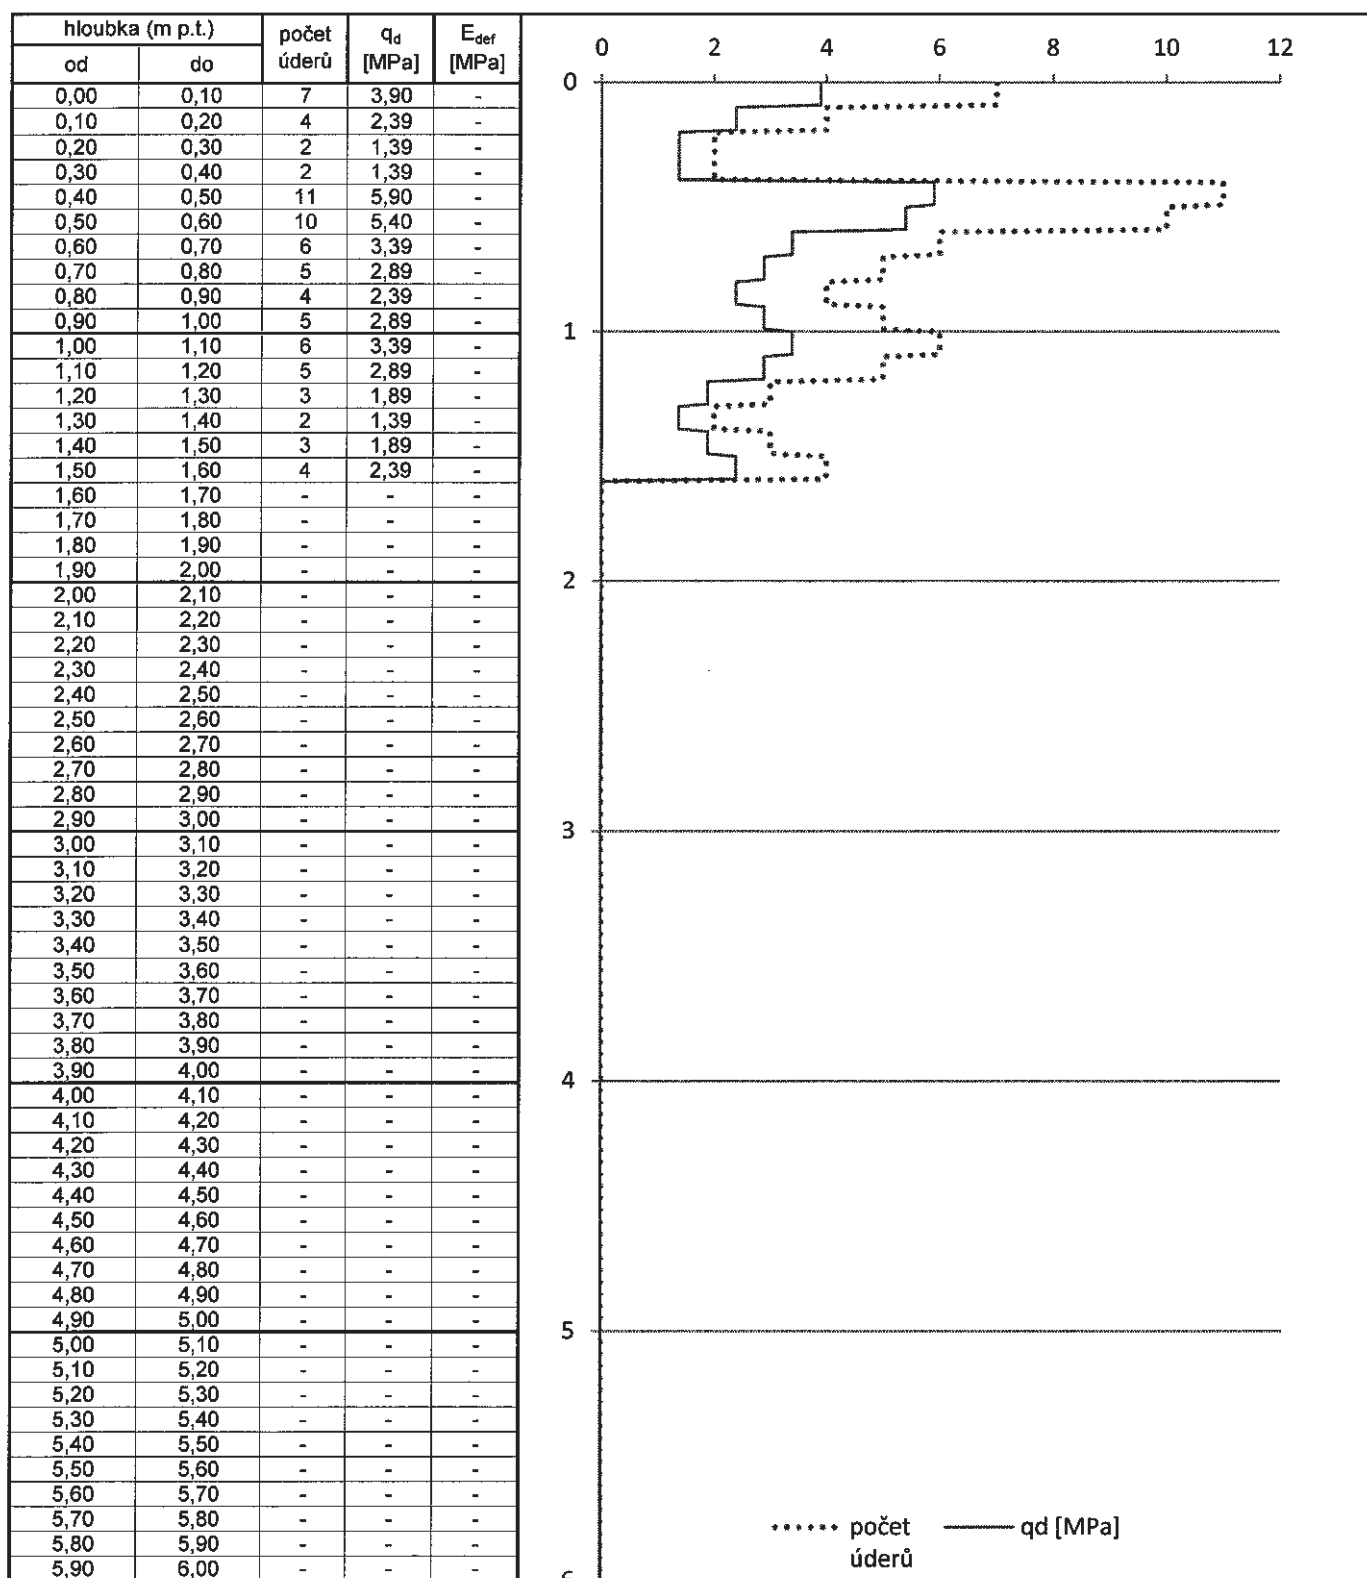 hloubka (m p.t.) počet úderů q_d [MPa] E_def [MPa]
od do
0,00 0,10 7 3,90 -
0,10 0,20 4 2,39 -
0,20 0,30 2 1,39 -
0,30 0,40 2 1,39 -
0,40 0,50 11 5,90 -
0,50 0,60 10 5,40 -
0,60 0,70 6 3,39 -
0,70 0,80 5 2,89 -
0,80 0,90 4 2,39 -
0,90 1,00 5 2,89 -
1,00 1,10 6 3,39 -
1,10 1,20 5 2,89 -
1,20 1,30 3 1,89 -
1,30 1,40 2 1,39 -
1,40 1,50 3 1,89 -
1,50 1,60 4 2,39 -
1,60 1,70 - - -
1,70 1,80 - - -
1,80 1,90 - - -
1,90 2,00 - - -
2,00 2,10 - - -
2,10 2,20 - - -
2,20 2,30 - - -
2,30 2,40 - - -
2,40 2,50 - - -
2,50 2,60 - - -
2,60 2,70 - - -
2,70 2,80 - - -
2,80 2,90 - - -
2,90 3,00 - - -
3,00 3,10 - - -
3,10 3,20 - - -
3,20 3,30 - - -
3,30 3,40 - - -
3,40 3,50 - - -
3,50 3,60 - - -
3,60 3,70 - - -
3,70 3,80 - - -
3,80 3,90 - - -
3,90 4,00 - - -
4,00 4,10 - - -
4,10 4,20 - - -
4,20 4,30 - - -
4,30 4,40 - - -
4,40 4,50 - - -
4,50 4,60 - - -
4,60 4,70 - - -
4,70 4,80 - - -
4,80 4,90 - - -
4,90 5,00 - - -
5,00 5,10 - - -
5,10 5,20 - - -
5,20 5,30 - - -
5,30 5,40 - - -
5,40 5,50 - - -
5,50 5,60 - - -
5,60 5,70 - - -
5,70 5,80 - - -
5,80 5,90 - - -
5,90 6,00 - - -
0 2 4 6 8 10 12
0
1
2
3
4
5
6
počet úderů
qd [MPa]